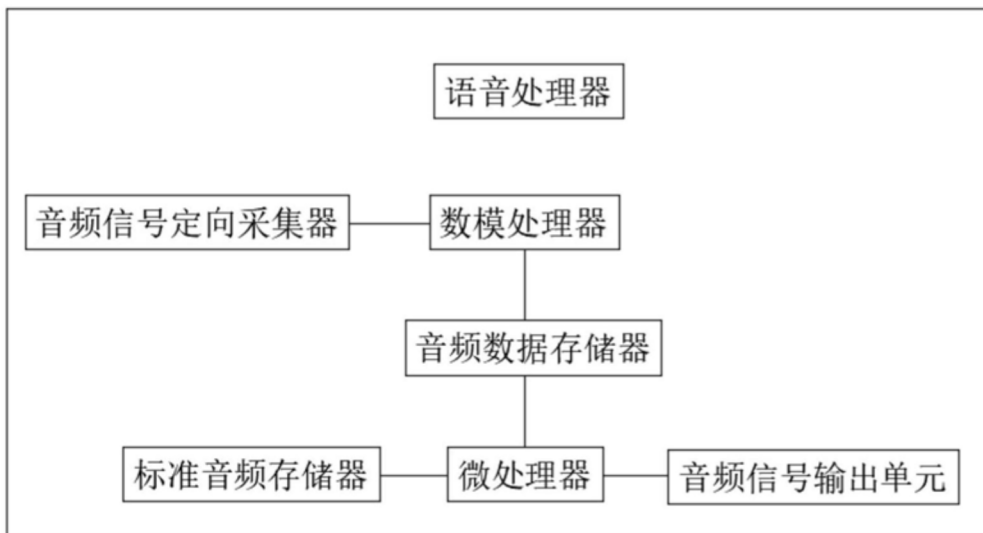 语音处理器
音频信号定向采集器
数模处理器
音频数据存储器
标准音频存储器
微处理器
音频信号输出单元